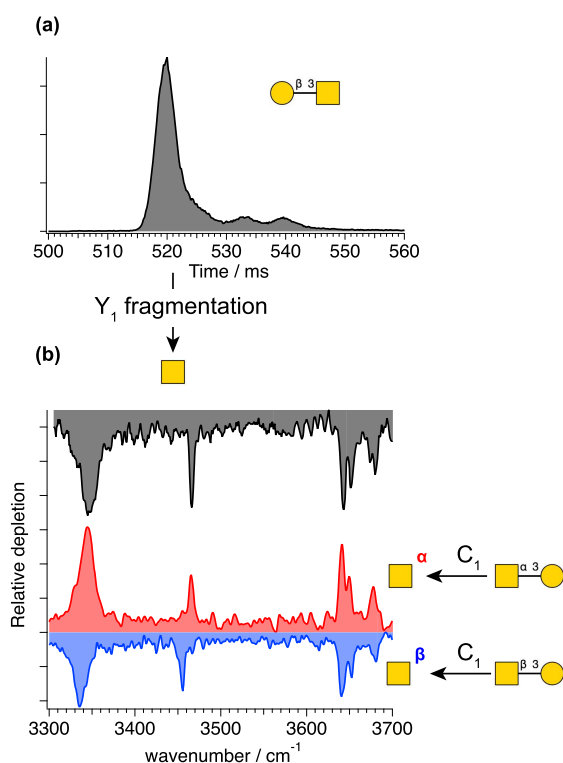 (a)
β 3
500 510 520 530 540 550 560
Time / ms
Y₁ fragmentation
(b)
Relative depletion
α C₁ α 3
β C₁ β 3
3300 3400 3500 3600 3700
wavenumber / cm⁻¹